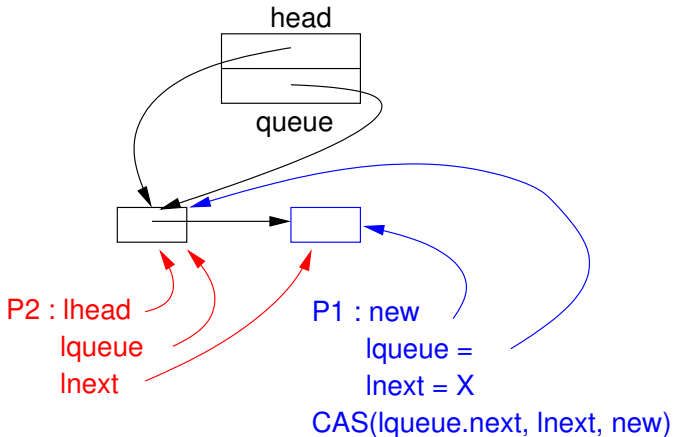 head
queue
P2 : lhead
lqueue
lnext
P1 : new
lqueue =
lnext = X
CAS(lqueue.next, lnext, new)